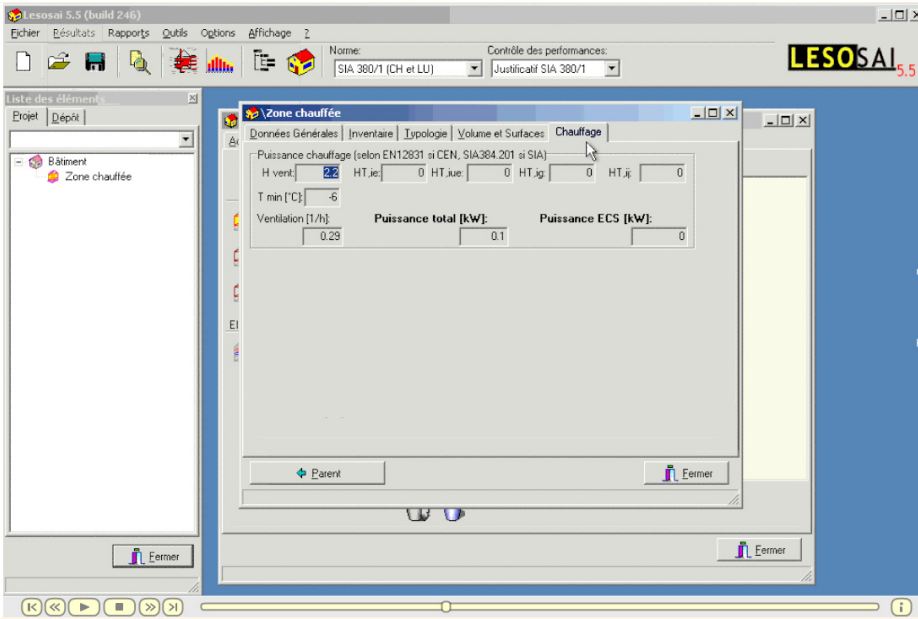 Lesosai 5.5 (build 246)
Fichier Résultats Rapports Outils Options Affichage ?
Norme: Contrôle des performances:
SIA 380/1 (CH et LU) Justificatif SIA 380/1
LESOSAI 5.5
Liste des éléments
Projet Dépôt
Bâtiment
Zone chauffée
Fermer
\Zone chauffée
Données Générales Inventaire Typologie Volume et Surfaces Chauffage
Puissance chauffage (selon EN12831 si CEN, SIA384.201 si SIA)
H vent: 2.2 HT,ie: 0 HT,iue: 0 HT,ig: 0 HT,ij: 0
T min [°C]: -6
Ventilation [1/h]: Puissance total [kW]: Puissance ECS [kW]:
0.29 0.1 0
Parent Fermer
Fermer